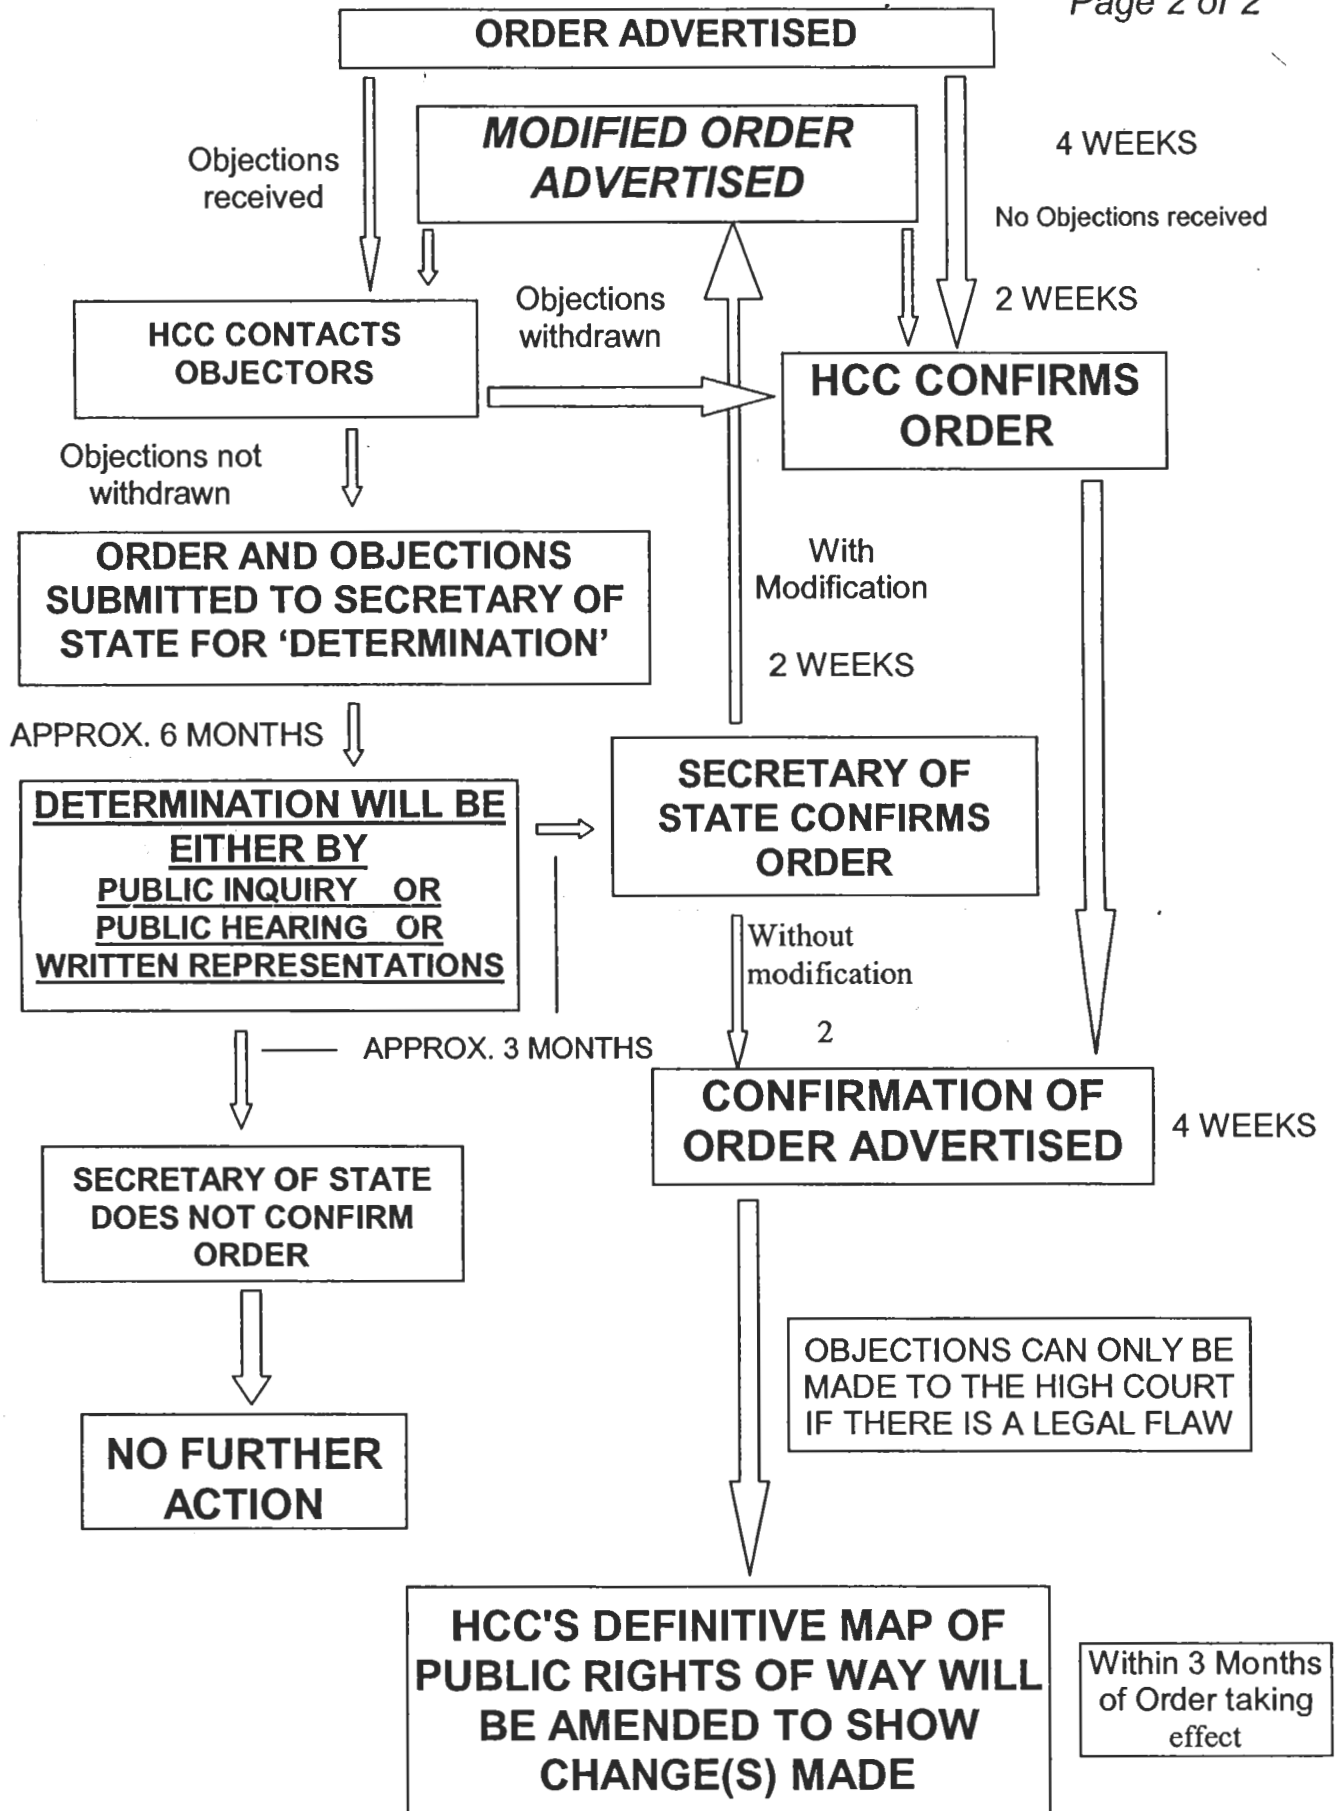 Page 2 of 2
ORDER ADVERTISED
MODIFIED ORDER
ADVERTISED
Objections
received
4 WEEKS
No Objections received
2 WEEKS
HCC CONTACTS
OBJECTORS
Objections
withdrawn
HCC CONFIRMS
ORDER
Objections not
withdrawn
ORDER AND OBJECTIONS
SUBMITTED TO SECRETARY OF
STATE FOR ‘DETERMINATION’
With
Modification
2 WEEKS
APPROX. 6 MONTHS
DETERMINATION WILL BE
EITHER BY
PUBLIC INQUIRY OR
PUBLIC HEARING OR
WRITTEN REPRESENTATIONS
SECRETARY OF
STATE CONFIRMS
ORDER
Without
modification
2
APPROX. 3 MONTHS
CONFIRMATION OF
ORDER ADVERTISED
4 WEEKS
SECRETARY OF STATE
DOES NOT CONFIRM
ORDER
OBJECTIONS CAN ONLY BE
MADE TO THE HIGH COURT
IF THERE IS A LEGAL FLAW
NO FURTHER
ACTION
HCC'S DEFINITIVE MAP OF
PUBLIC RIGHTS OF WAY WILL
BE AMENDED TO SHOW
CHANGE(S) MADE
Within 3 Months
of Order taking
effect